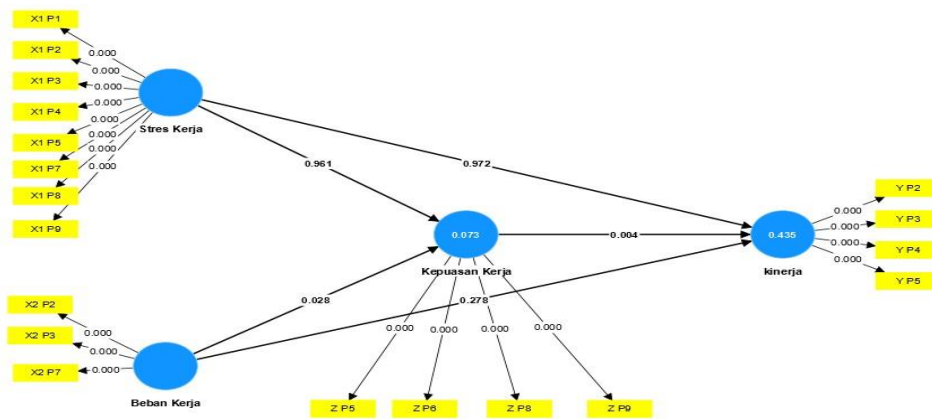 X1 P1
0.000
X1 P2
0.000
X1 P3
0.000
X1 P4
0.000
0.000
X1 P5
0.000
X1 P7
0.000
X1 P8
0.000
X1 P9
Stres Kerja
0.961
0.972
0.073
Kepuasan Kerja
0.004
0.435
kinerja
0.000
Y P2
0.000
Y P3
0.000
Y P4
0.000
Y P5
0.028
0.278
X2 P2
0.000
X2 P3
0.000
X2 P7
0.000
Beban Kerja
0.000
0.000
0.000
0.000
Z P5
Z P6
Z P8
Z P9